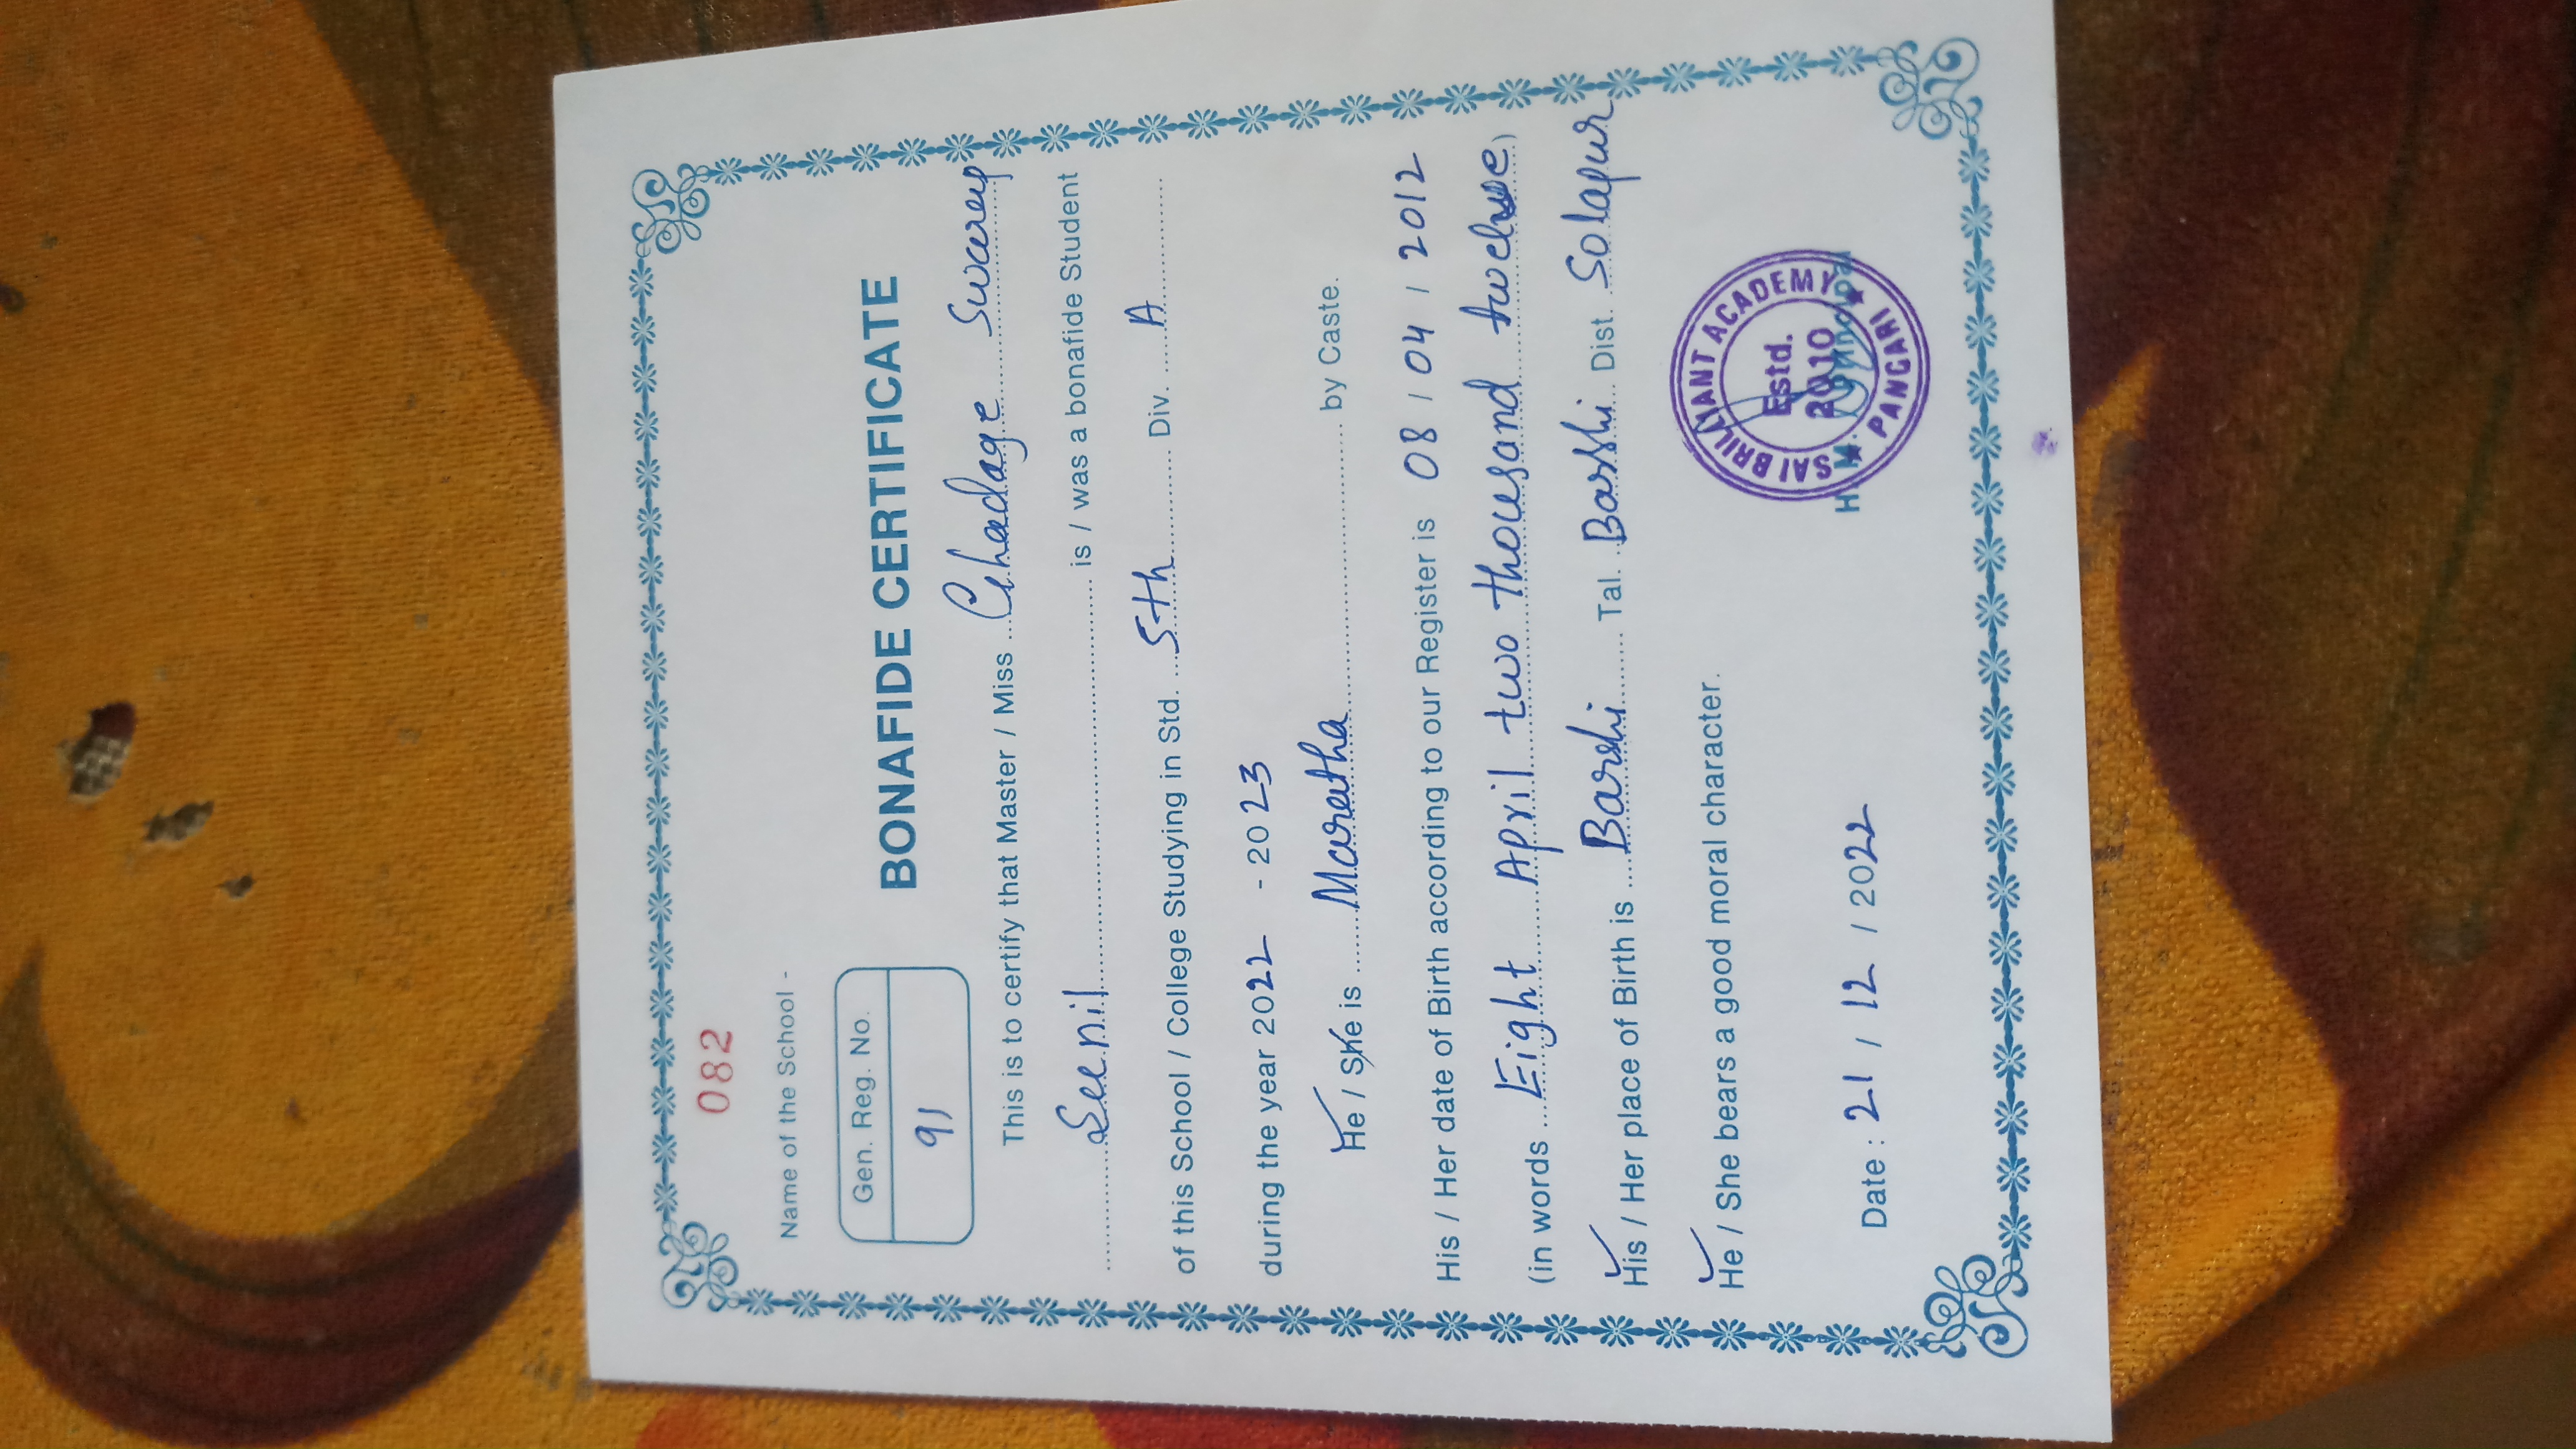 082
Name of the School -
BONAFIDE CERTIFICATE
Gen. Reg. No.
91
This is to certify that Master / Miss Ghadage Swarup
Sunil is / was a bonafide Student
of this School / College Studying in Std. 5th Div. A
during the year 2022 - 2023
He / She is Maratha by Caste.
His / Her date of Birth according to our Register is 08 / 04 / 2012
(in words Eight April two thousand twelve)
His / Her place of Birth is Barshi Tal. Barshi Dist. Solapur
He / She bears a good moral character.
Date : 21 / 12 / 2022
SAI BRILLIANT ACADEMY
Estd.
2010
PANGARI
H. M. / Principal